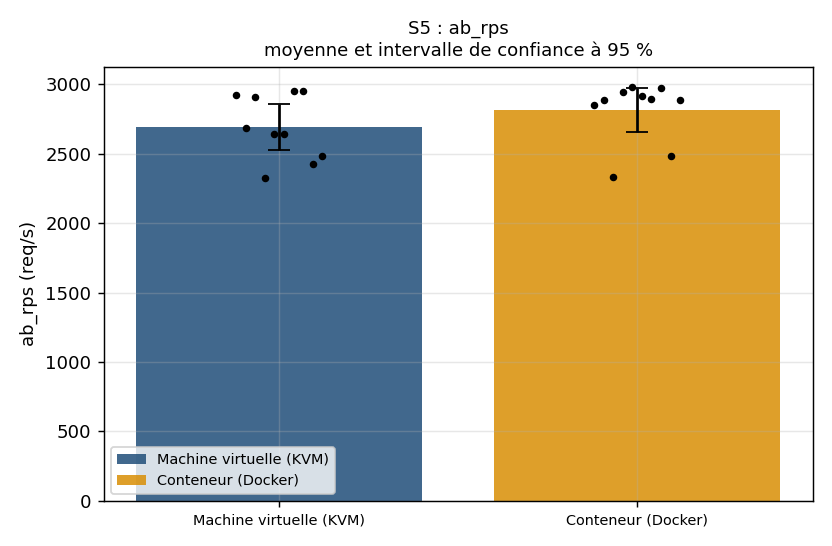 S5 : ab_rps
moyenne et intervalle de confiance à 95 %
ab_rps (req/s)
3000
2500
2000
1500
1000
500
0
Machine virtuelle (KVM)
Conteneur (Docker)
Machine virtuelle (KVM)
Conteneur (Docker)